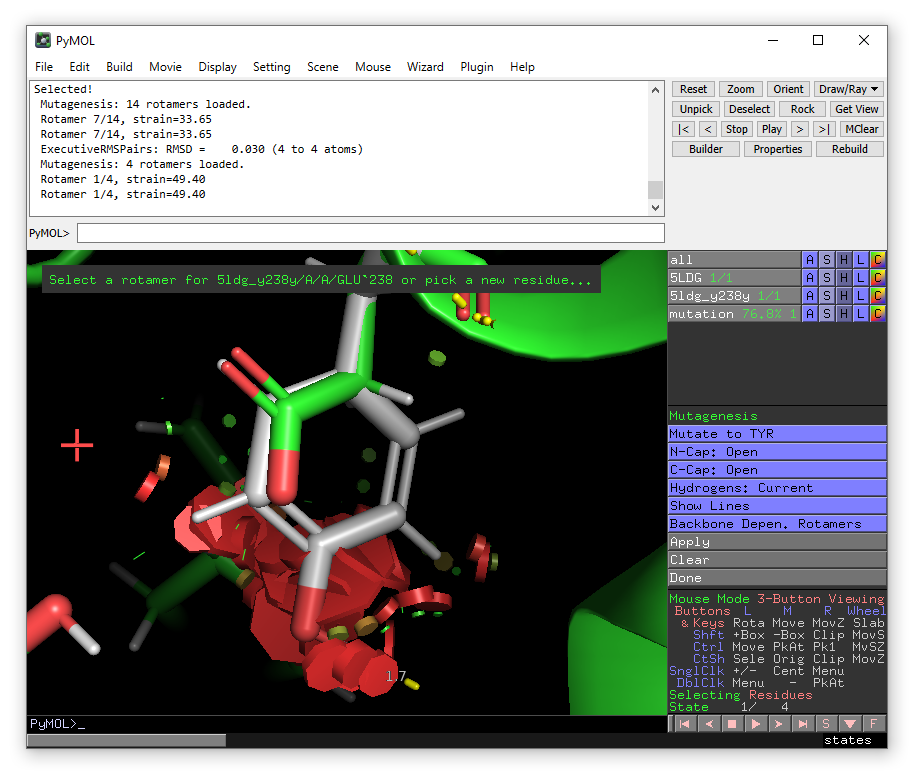 PyMOL
File Edit Build Movie Display Setting Scene Mouse Wizard Plugin Help
Selected!
Mutagenesis: 14 rotamers loaded.
Rotamer 7/14, strain=33.65
Rotamer 7/14, strain=33.65
ExecutiveRMSPairs: RMSD =    0.030 (4 to 4 atoms)
Mutagenesis: 4 rotamers loaded.
Rotamer 1/4, strain=49.40
Rotamer 1/4, strain=49.40
PyMOL>
Reset Zoom Orient Draw/Ray
Unpick Deselect Rock Get View
|< < Stop Play > >| MClear
Builder Properties Rebuild
Select a rotamer for 5ldg_y238y/A/A/GLU`238 or pick a new residue...
1.7
PyMOL>_
all A S H L C
5LDG 1/1 A S H L C
5ldg_y238y 1/1 A S H L C
mutation 76.8% 1 A S H L C
Mutagenesis
Mutate to TYR
N-Cap: Open
C-Cap: Open
Hydrogens: Current
Show Lines
Backbone Depen. Rotamers
Apply
Clear
Done
Mouse Mode 3-Button Viewing
Buttons L M R Wheel
& Keys Rota Move MovZ Slab
Shft +Box -Box Clip MovS
Ctrl Move PkAt Pk1 MvSZ
CtSh Sele Orig Clip MovZ
SnglClk +/- Cent Menu
DblClk Menu - PkAt
Selecting Residues
State 1/ 4
S F
states